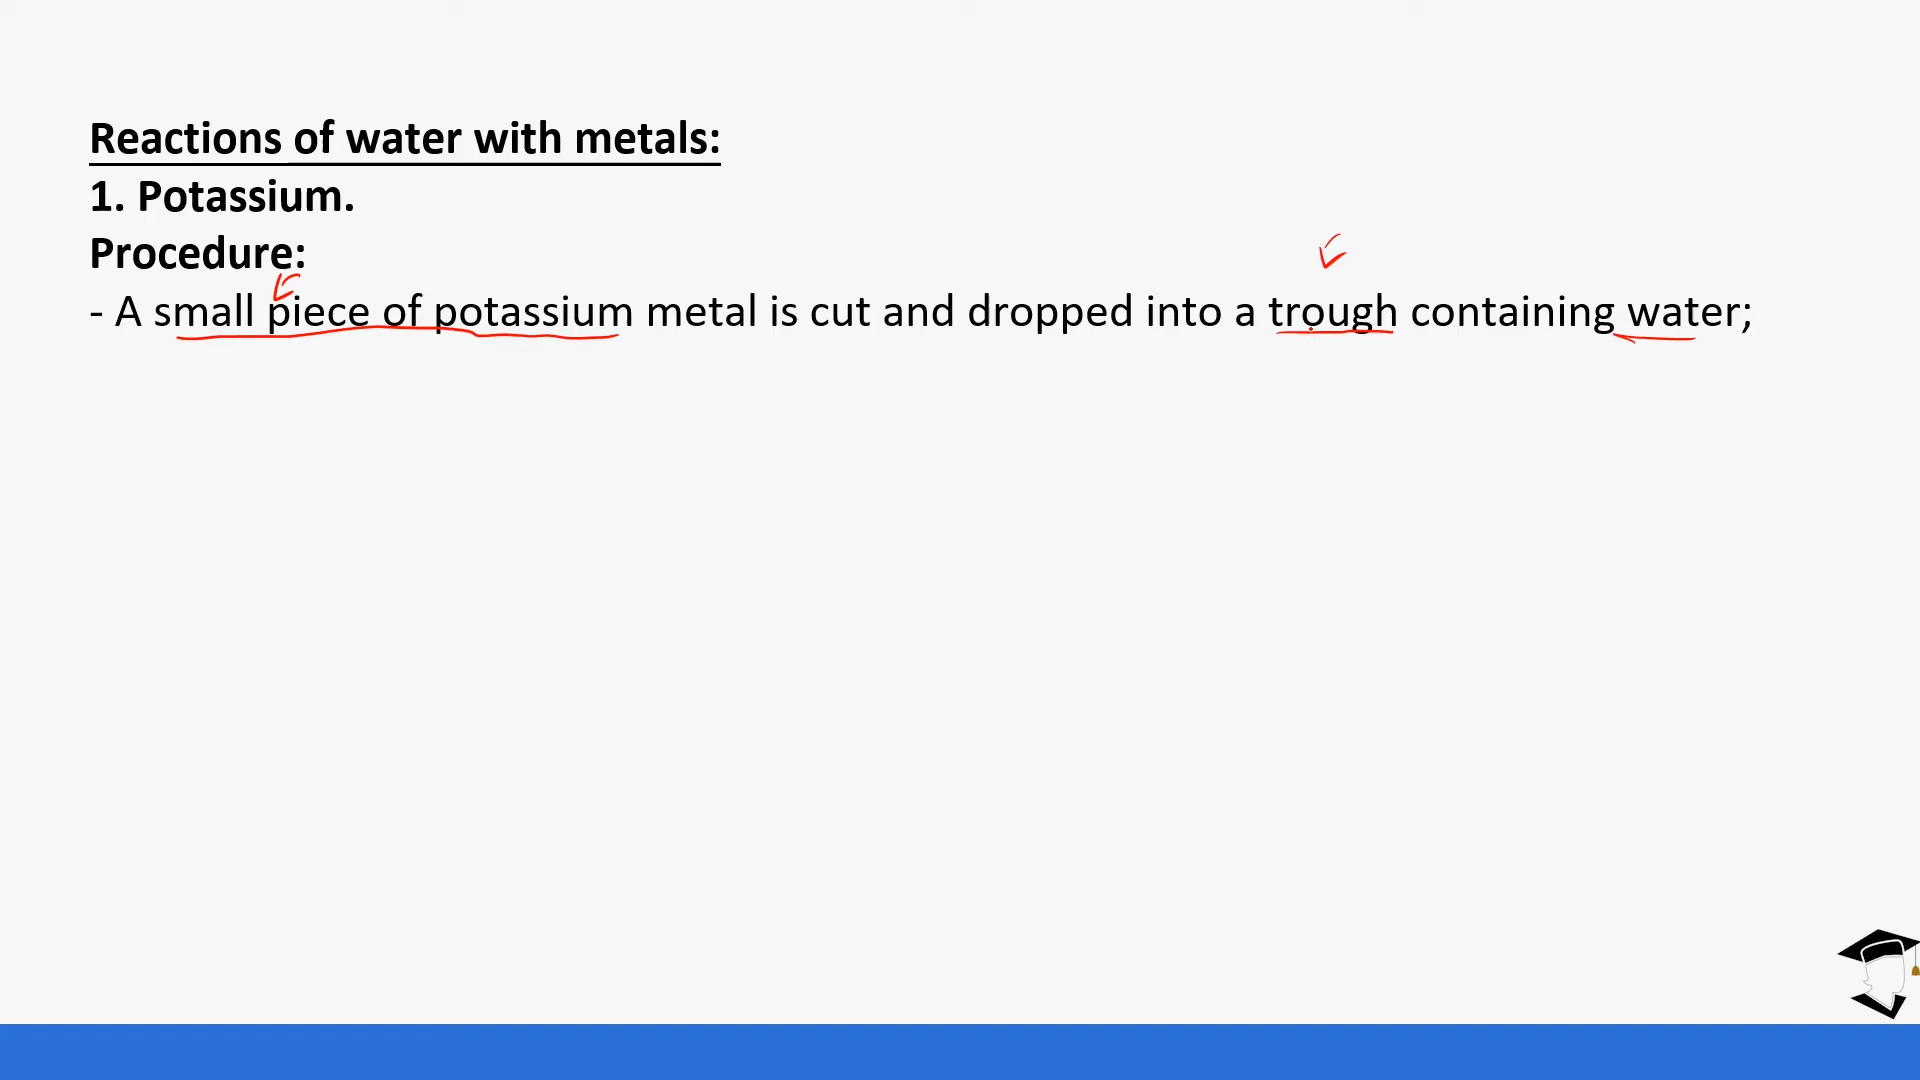 Reactions of water with metals:
1. Potassium.
Procedure:
- A small piece of potassium metal is cut and dropped into a trough containing water;